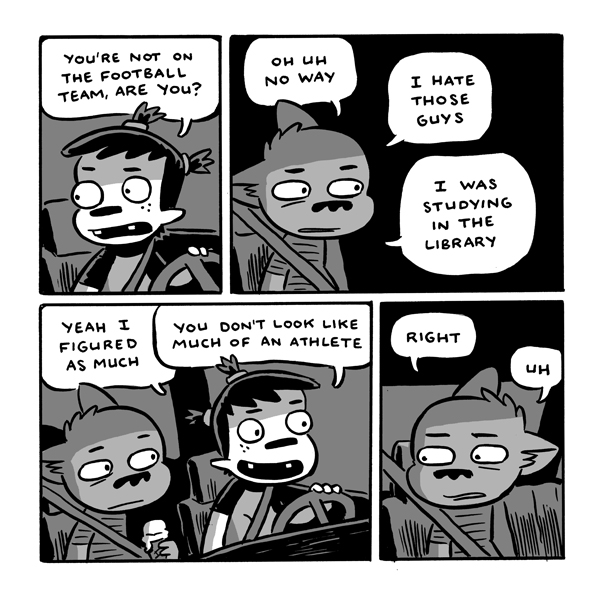 YOU'RE NOT ON
THE FOOTBALL
TEAM, ARE YOU?
OH UH
NO WAY
I HATE
THOSE
GUYS
I WAS
STUDYING
IN THE
LIBRARY
YEAH I
FIGURED
AS MUCH
YOU DON'T LOOK LIKE
MUCH OF AN ATHLETE
RIGHT
UH